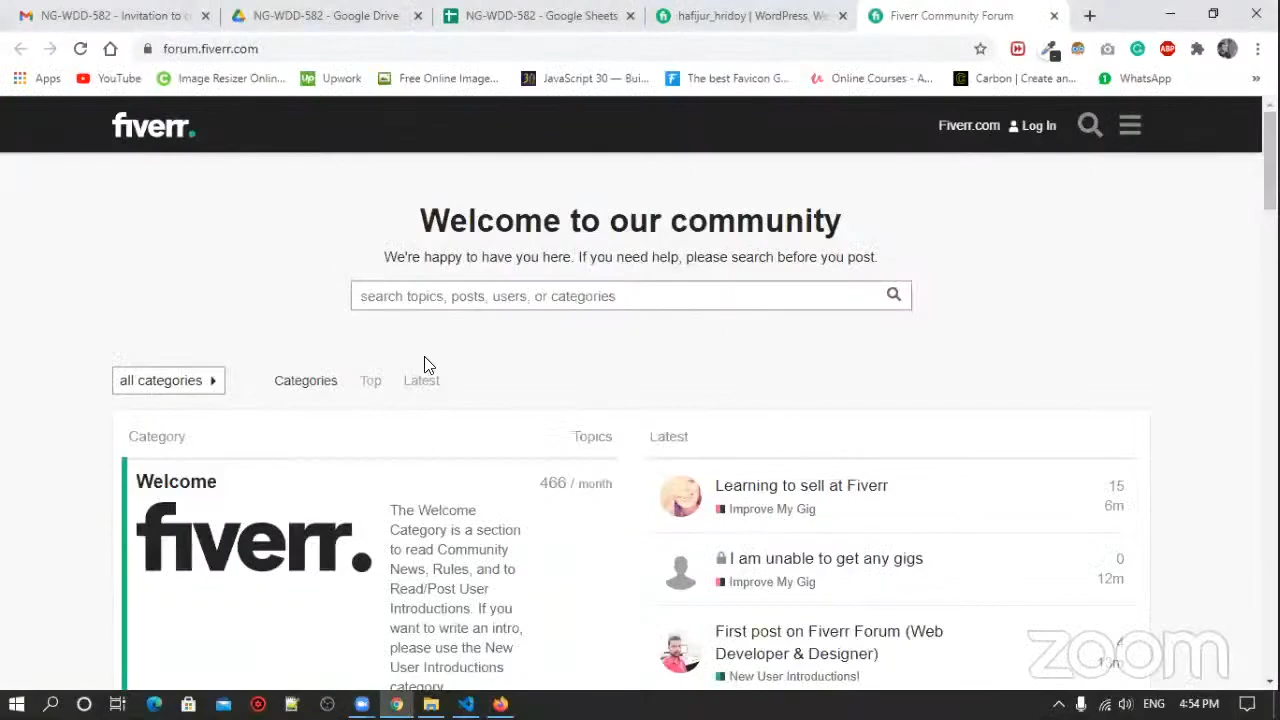 NG-WDD-582 - Invitation to v
NG-WDD-582 - Google Drive
NG-WDD-582 - Google Sheets
hafijur_hridoy | WordPress, We
Fiverr Community Forum
forum.fiverr.com
ABP
Apps
YouTube
Image Resizer Onlin...
Up
Upwork
Free Online Image...
JavaScript 30 — Bui...
The best Favicon G...
Online Courses - A...
Carbon | Create an...
WhatsApp
fiverr.
Fiverr.com
Log In
Welcome to our community
We're happy to have you here. If you need help, please search before you post.
search topics, posts, users, or categories
all categories
Categories
Top
Latest
Category
Topics
Welcome
466 / month
fiverr.
The Welcome
Category is a section
to read Community
News, Rules, and to
Read/Post User
Introductions. If you
want to write an intro,
please use the New
User Introductions
category
Latest
Learning to sell at Fiverr
15
Improve My Gig
6m
I am unable to get any gigs
0
Improve My Gig
12m
First post on Fiverr Forum (Web
Developer & Designer)
New User Introductions!
zoom
ENG
4:54 PM